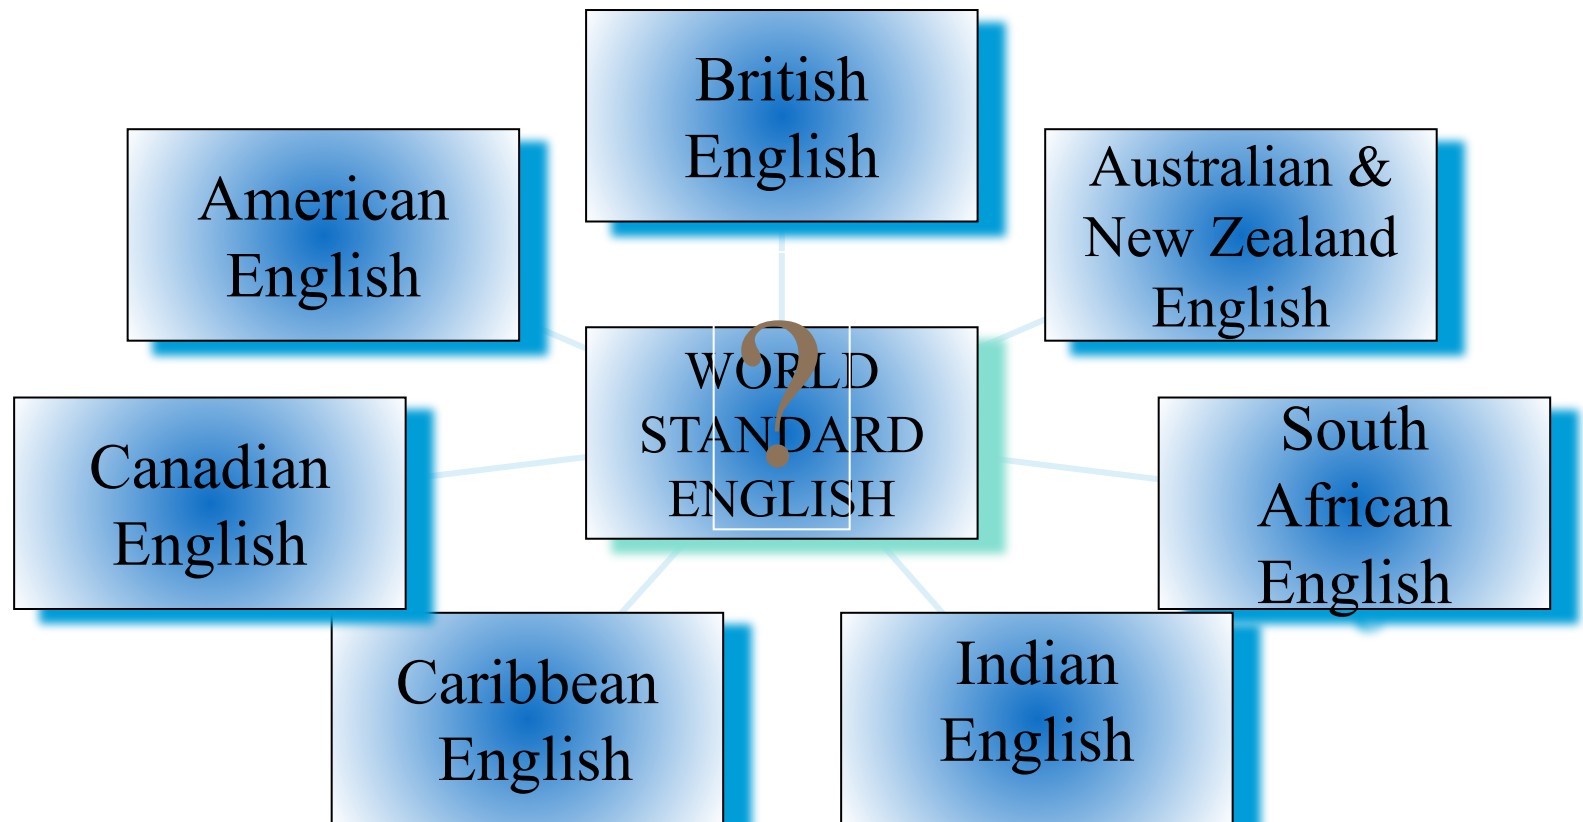 British
English
American
English
Australian &
New Zealand
English
?
WORLD
STANDARD
ENGLISH
Canadian
English
South
African
English
Caribbean
English
Indian
English